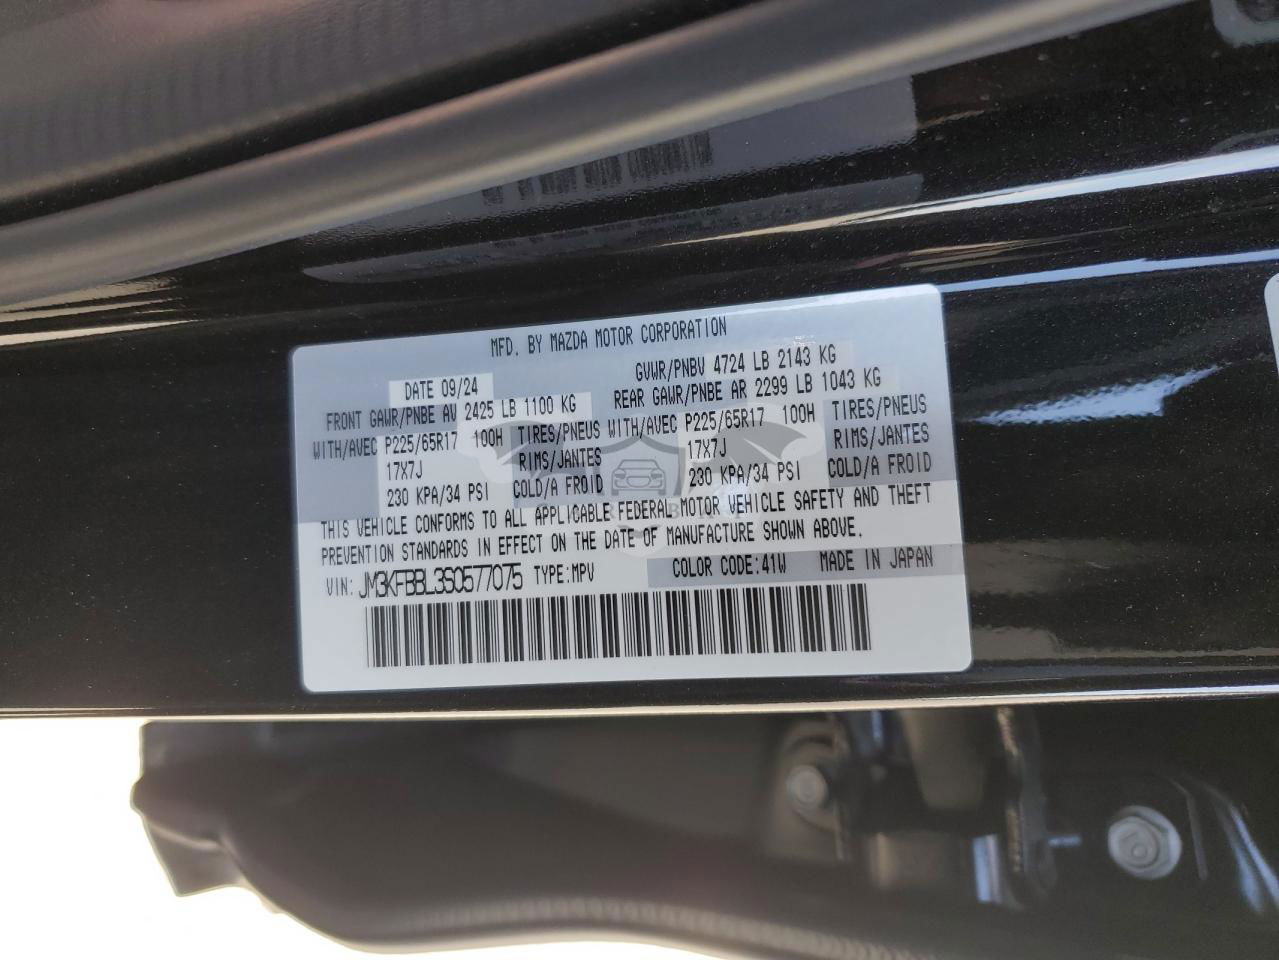 MFD. BY MAZDA MOTOR CORPORATION
DATE 09/24 GVWR/PNBV 4724 LB 2143 KG
FRONT GAWR/PNBE AV 2425 LB 1100 KG REAR GAWR/PNBE AR 2299 LB 1043 KG
WITH/AVEC P225/65R17 100H TIRES/PNEUS WITH/AVEC P225/65R17 100H TIRES/PNEUS
17X7J RIMS/JANTES 17X7J RIMS/JANTES
230 KPA/34 PSI COLD/A FROID 230 KPA/34 PSI COLD/A FROID
THIS VEHICLE CONFORMS TO ALL APPLICABLE FEDERAL MOTOR VEHICLE SAFETY AND THEFT
PREVENTION STANDARDS IN EFFECT ON THE DATE OF MANUFACTURE SHOWN ABOVE.
VIN: JM3KFBBL3S0577075 TYPE:MPV COLOR CODE:41W MADE IN JAPAN